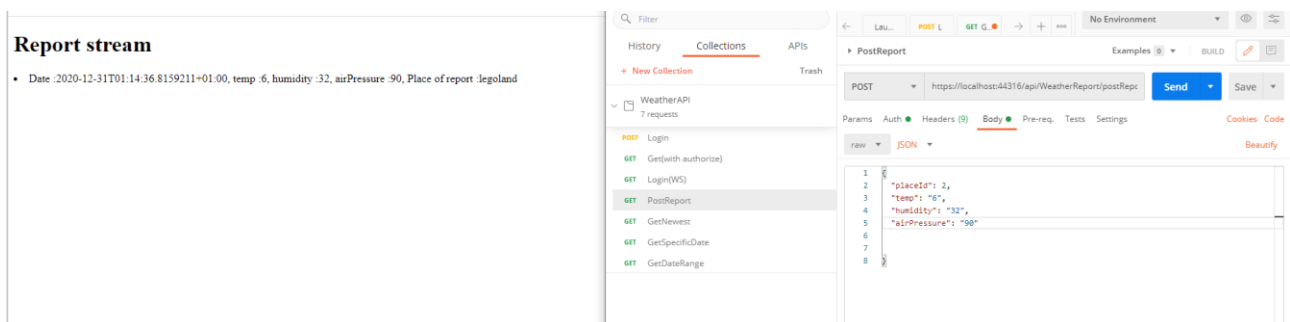 Report stream
• Date :2020-12-31T01:14:36.8159211+01:00, temp :6, humidity :32, airPressure :90, Place of report :legoland
Filter
History Collections APIs
+ New Collection Trash
WeatherAPI
7 requests
POST Login
GET Get(with authorize)
GET Login(WS)
GET PostReport
GET GetNewest
GET GetSpecificDate
GET GetDateRange
← Lau... POST L GET G... → + ••• No Environment
PostReport Examples 0 BUILD
POST https://localhost:44316/api/WeatherReport/postRepc Send Save
Params Auth Headers (9) Body Pre-req. Tests Settings Cookies Code
raw JSON Beautify
1 {
2 "placeId": 2,
3 "temp": "6",
4 "humidity": "32",
5 "airPressure": "90"
6
7
8 }